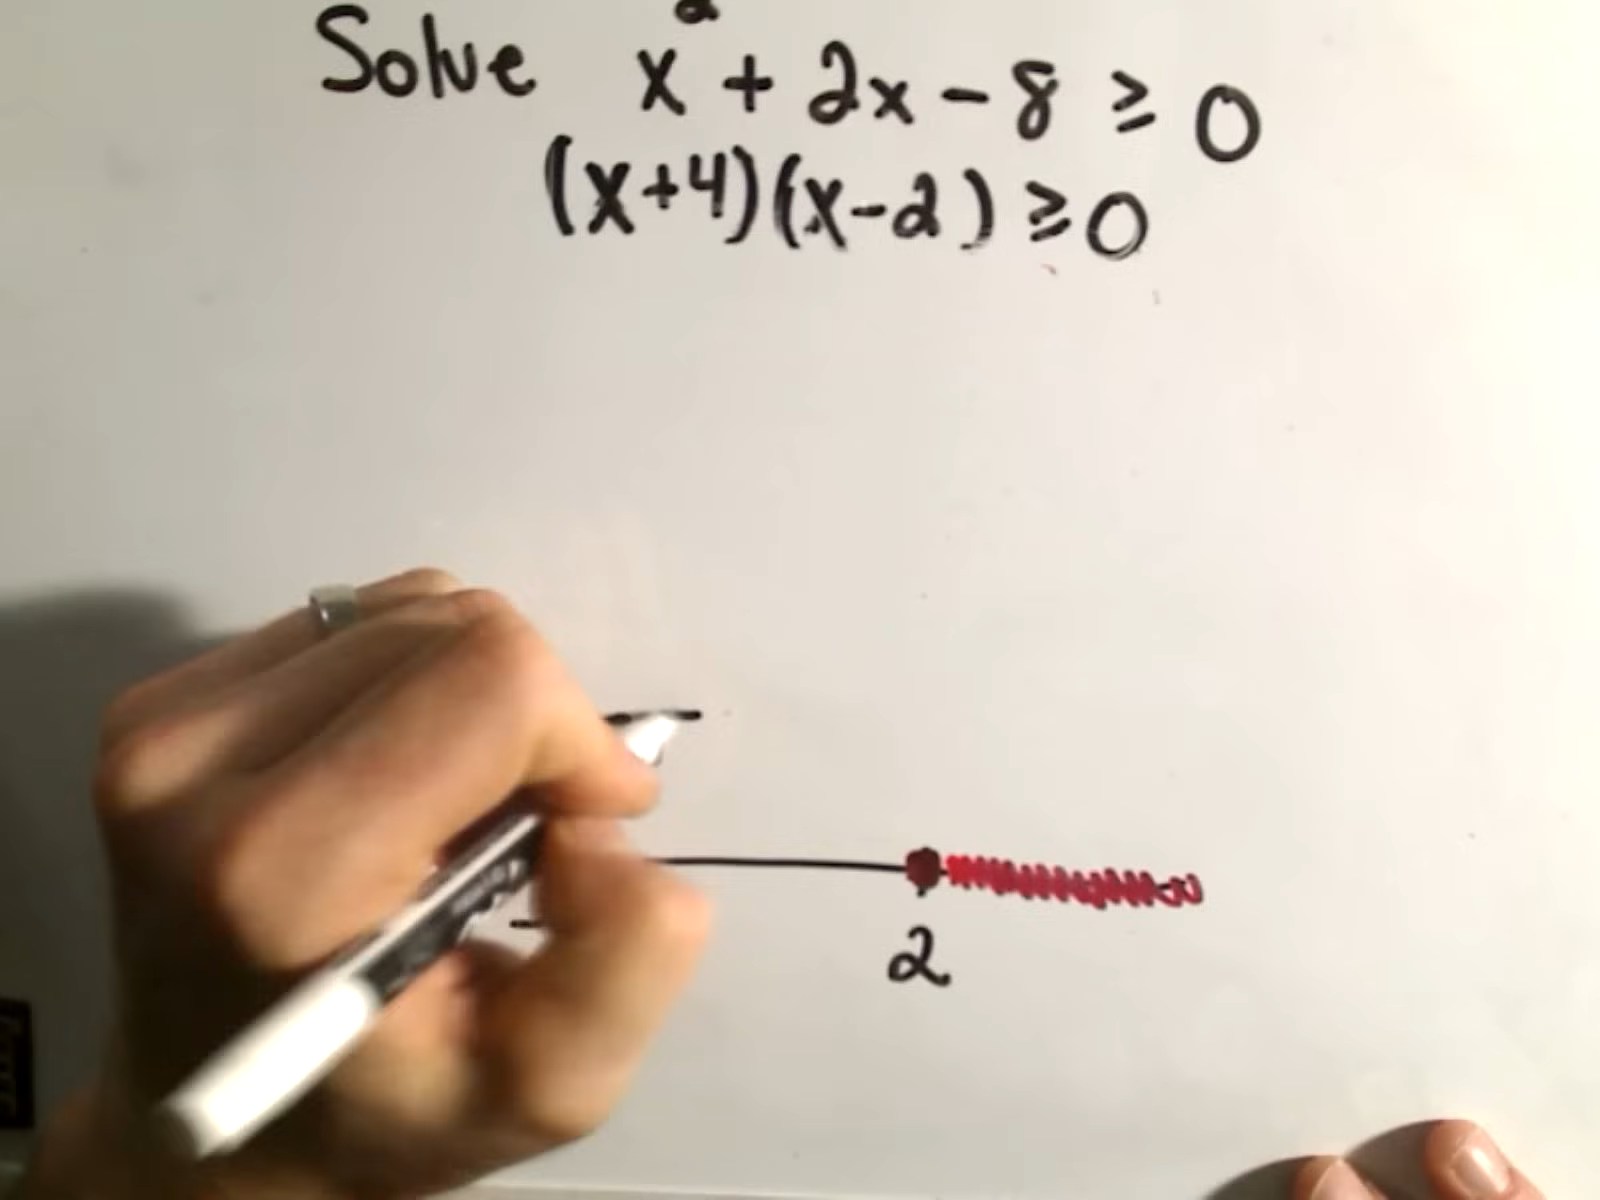 Solve x² + 2x - 8 ≥ 0
(x+4)(x-2) ≥ 0
2